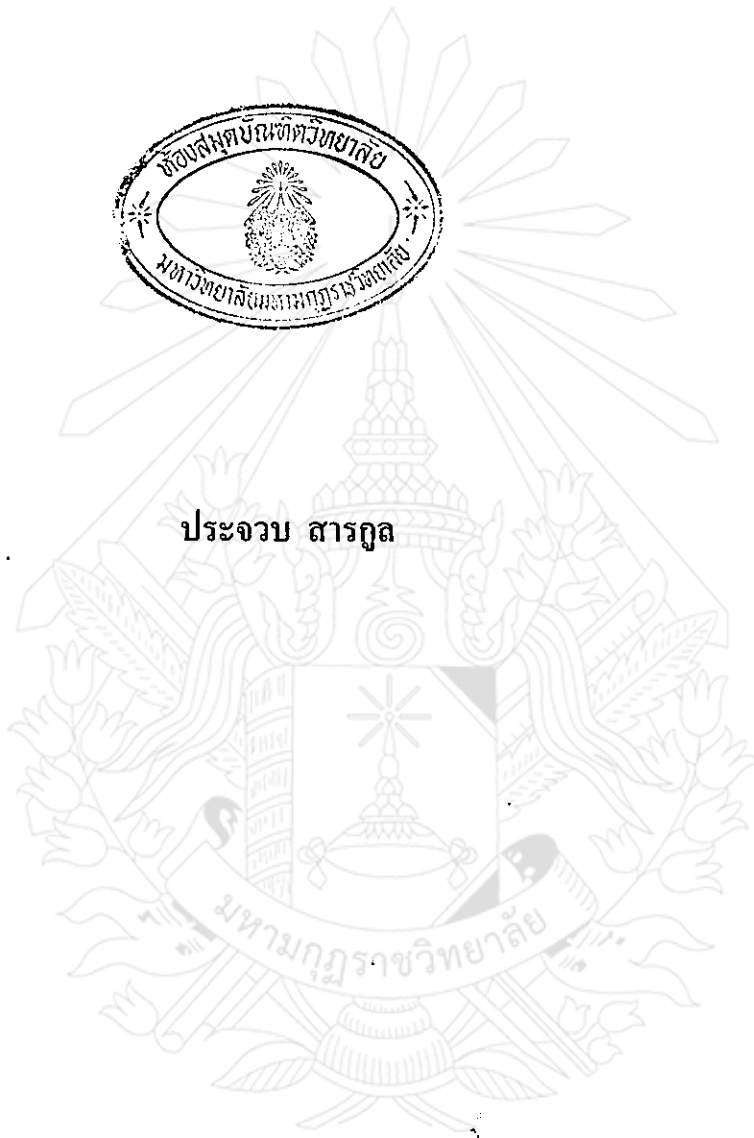 ห้องสมุดบัณฑิตวิทยาลัย
มหาวิทยาลัยมหามกุฏราชวิทยาลัย
ประจวบ สารกูล
มหามกุฏราชวิทยาลัย